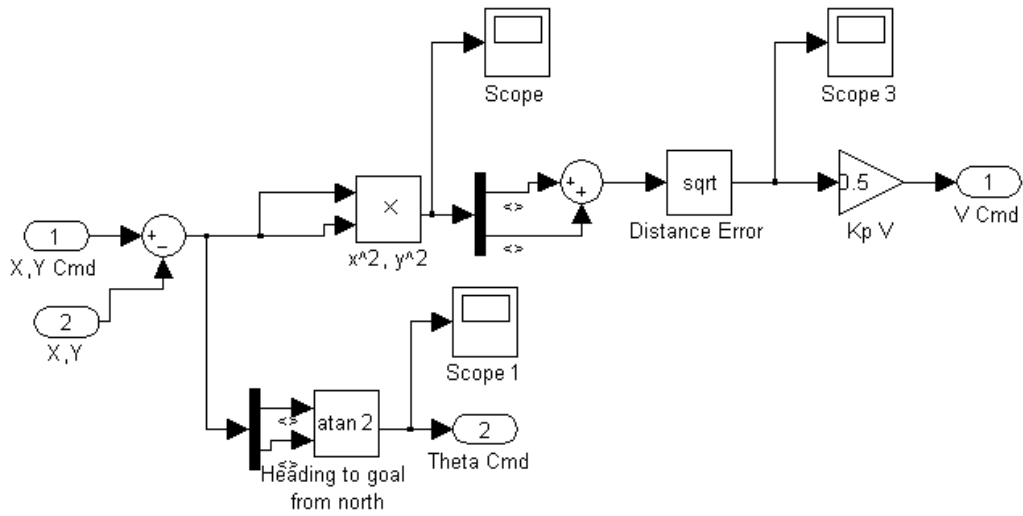 Scope
Scope 3
+
+
sqrt
0.5
1
V Cmd
<>
Distance Error
Kp V
×
1
+
−
<>
X,Y Cmd
x^2, y^2
2
X,Y
Scope 1
<>
atan 2
2
<>
Theta Cmd
Heading to goal
from north